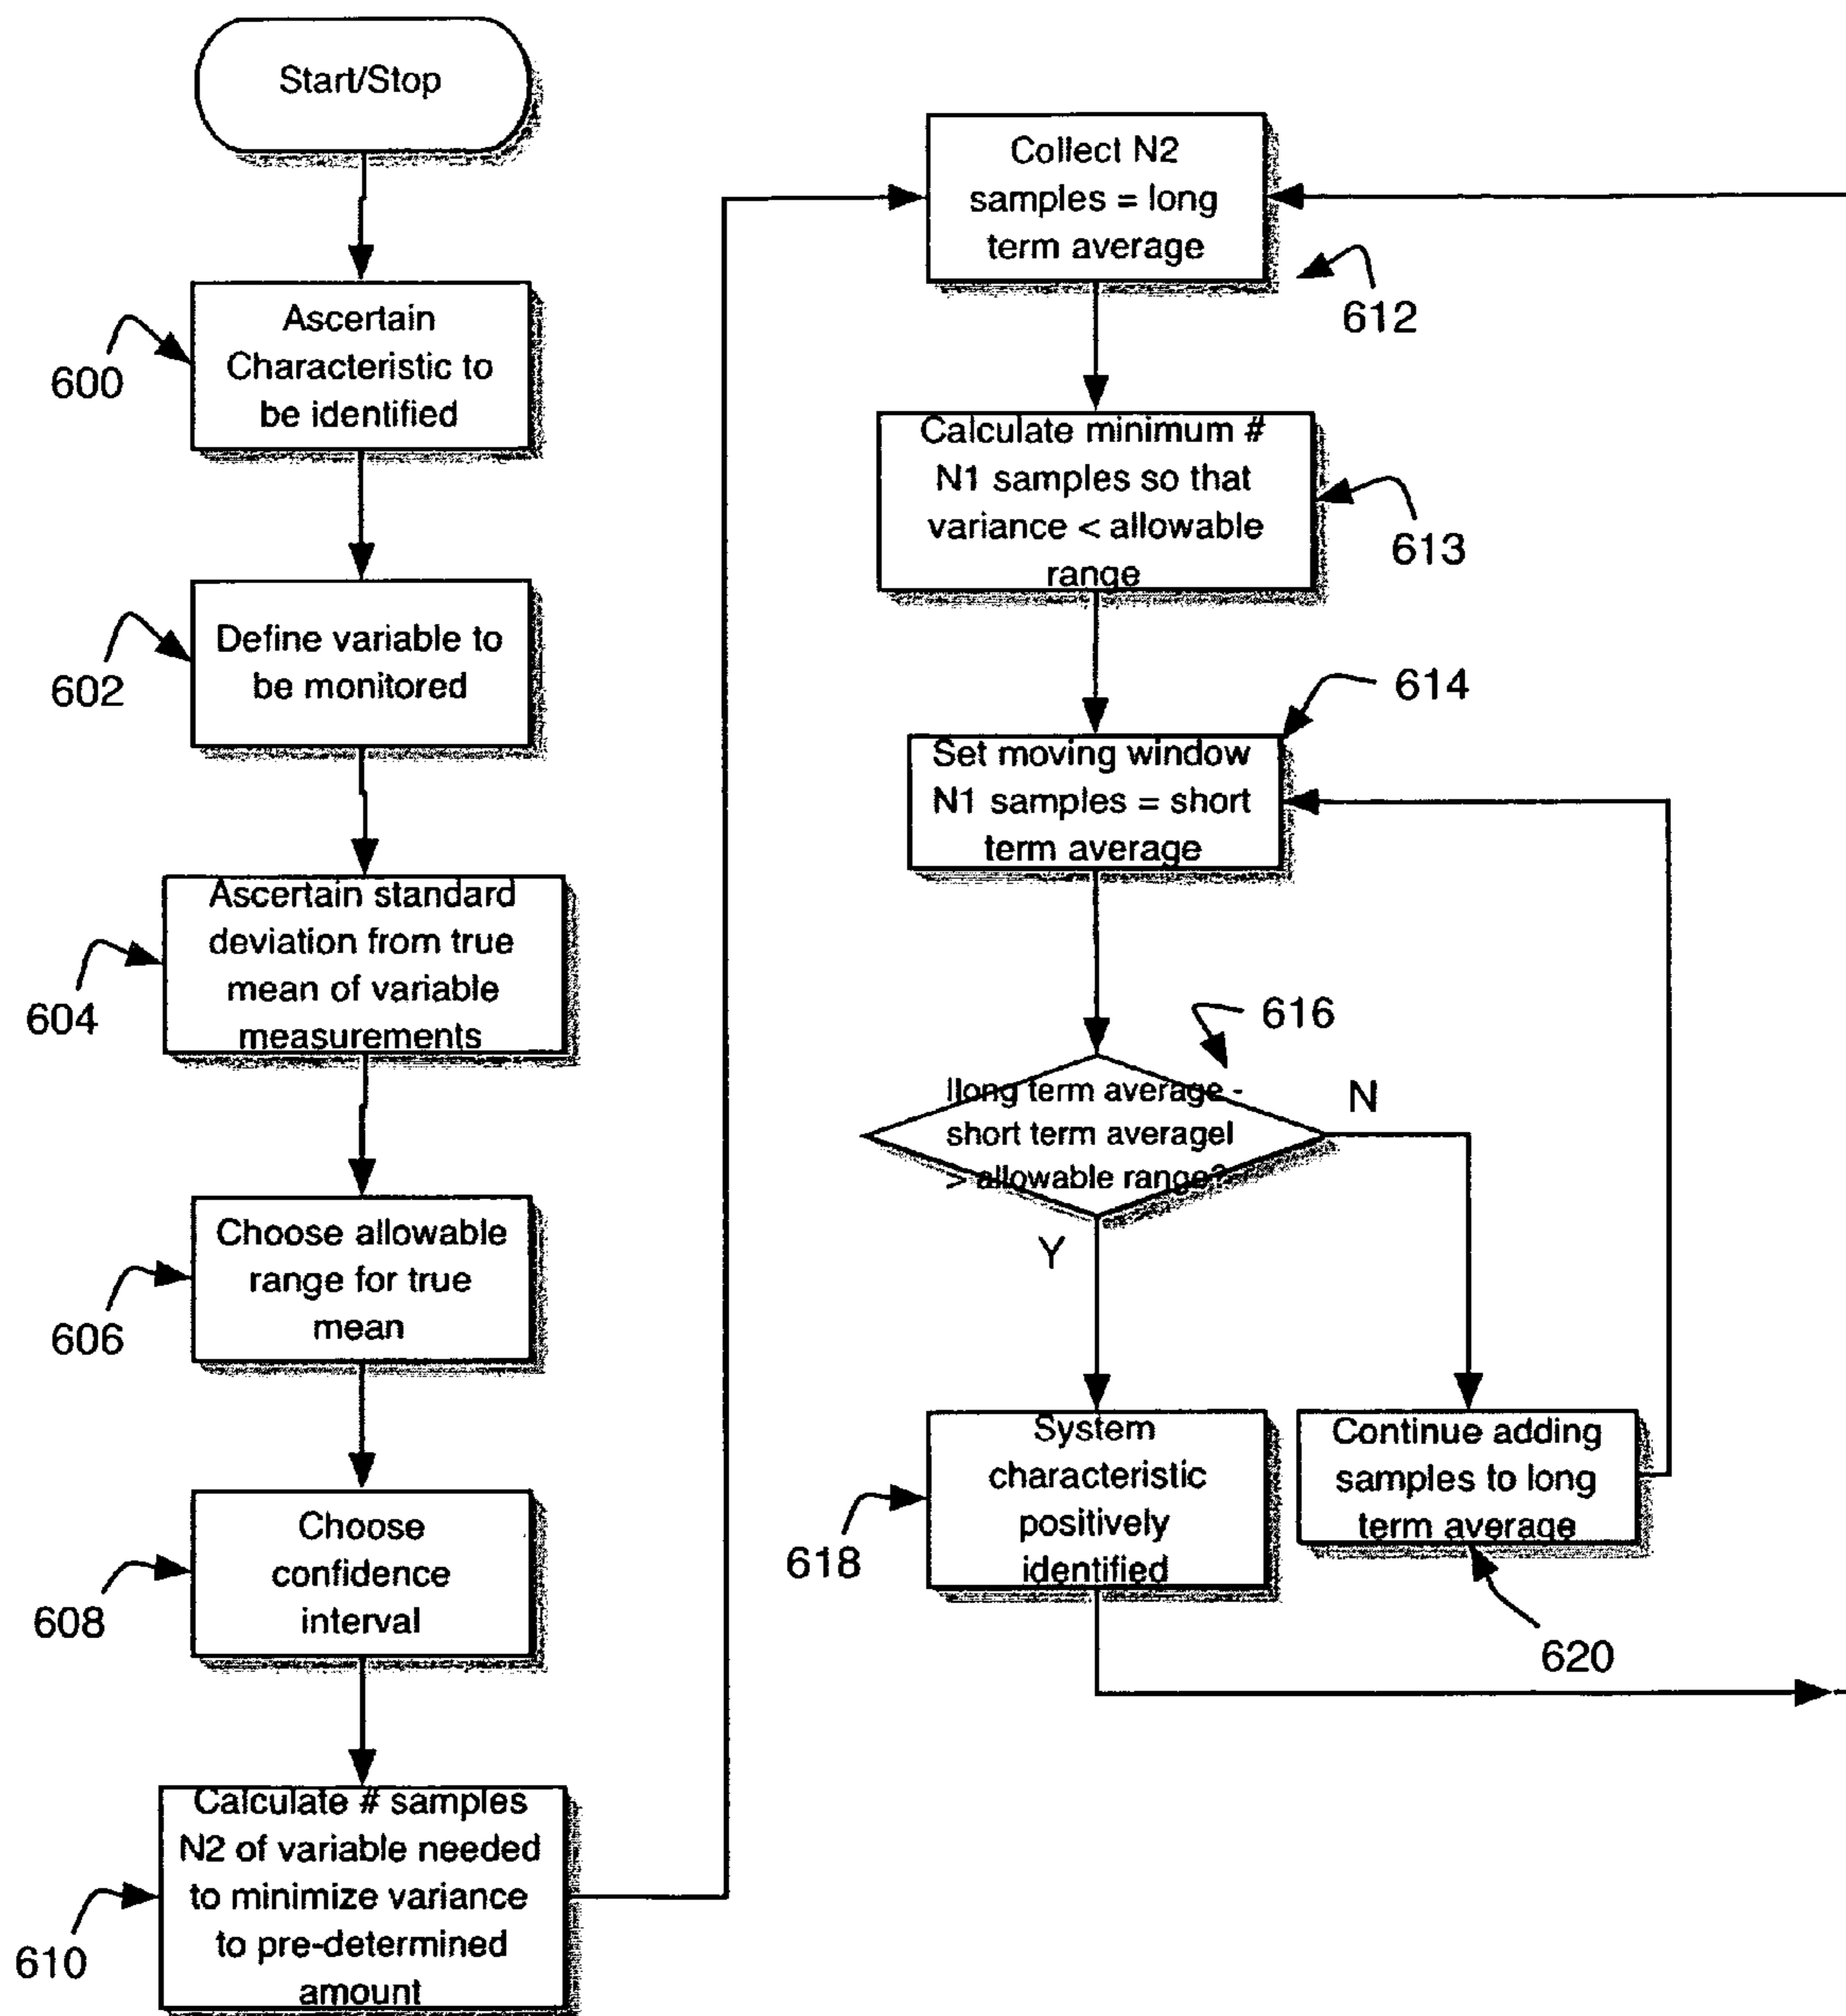 Start/Stop
Ascertain
Characteristic to
be identified
600
Define variable to
be monitored
602
Ascertain standard
deviation from true
mean of variable
measurements
604
Choose allowable
range for true
mean
606
Choose
confidence
interval
608
Calculate # samples
N2 of variable needed
to minimize variance
to pre-determined
amount
610
Collect N2
samples = long
term average
612
Calculate minimum #
N1 samples so that
variance < allowable
range
613
614
Set moving window
N1 samples = short
term average
616
|long term average -
short term average|
> allowable range?
N
Y
System
characteristic
positively
identified
618
Continue adding
samples to long
term average
620